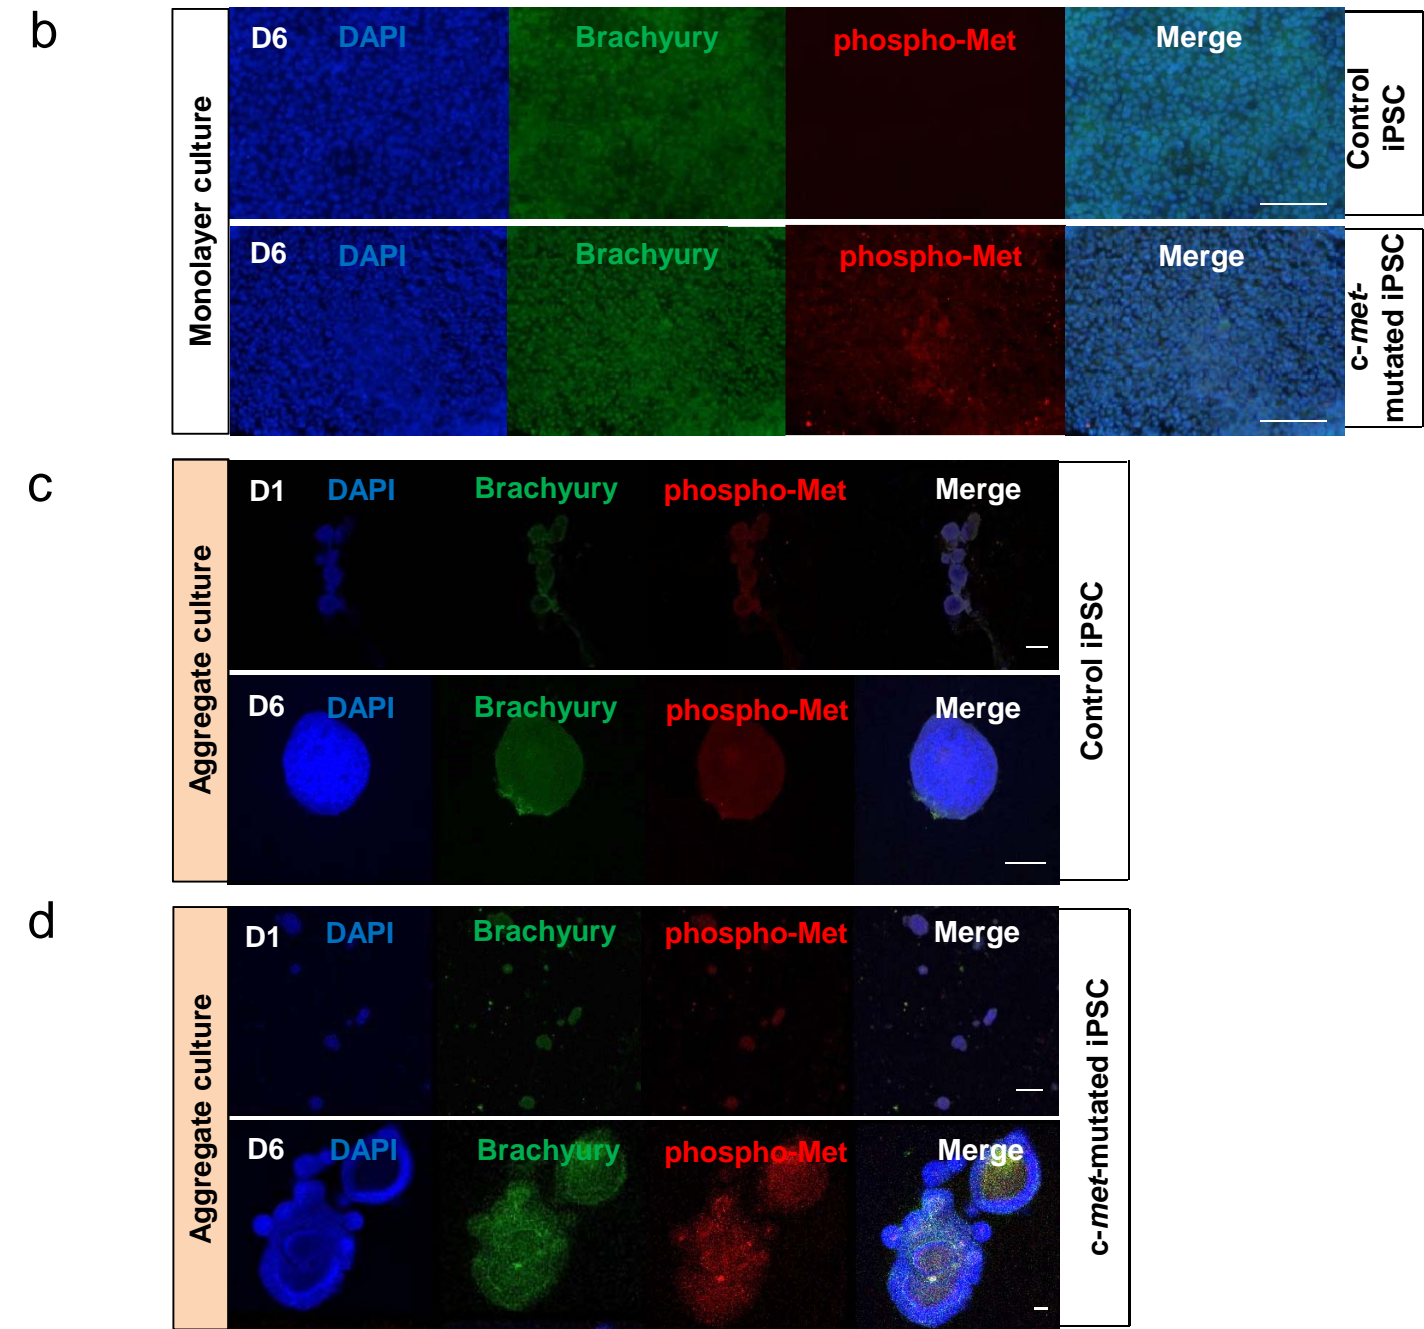 b
Monolayer culture
D6 DAPI Brachyury phospho-Met Merge
Control
iPSC
D6 DAPI Brachyury phospho-Met Merge
c-met-
mutated iPSC
c
Aggregate culture
D1 DAPI Brachyury phospho-Met Merge
Control iPSC
D6 DAPI Brachyury phospho-Met Merge
d
Aggregate culture
D1 DAPI Brachyury phospho-Met Merge
c-met-mutated iPSC
D6 DAPI Brachyury phospho-Met Merge